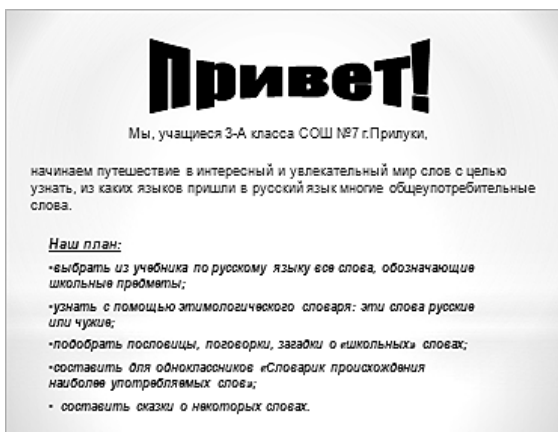 Привет!
Мы, учащиеся 3-А класса СОШ №7 г.Прилуки,
начинаем путешествие в интересный и увлекательный мир слов с целью
узнать, из каких языков пришли в русский язык многие общеупотребительные
слова.
Наш план:
•выбрать из учебника по русскому языку все слова, обозначающие
школьные предметы;
•узнать с помощью этимологического словаря: эти слова русские
или чужие;
•подобрать пословицы, поговорки, загадки о «школьных» словах;
•составить для одноклассников «Словарик происхождения
наиболее употребляемых слов»;
• составить сказки о некоторых словах.